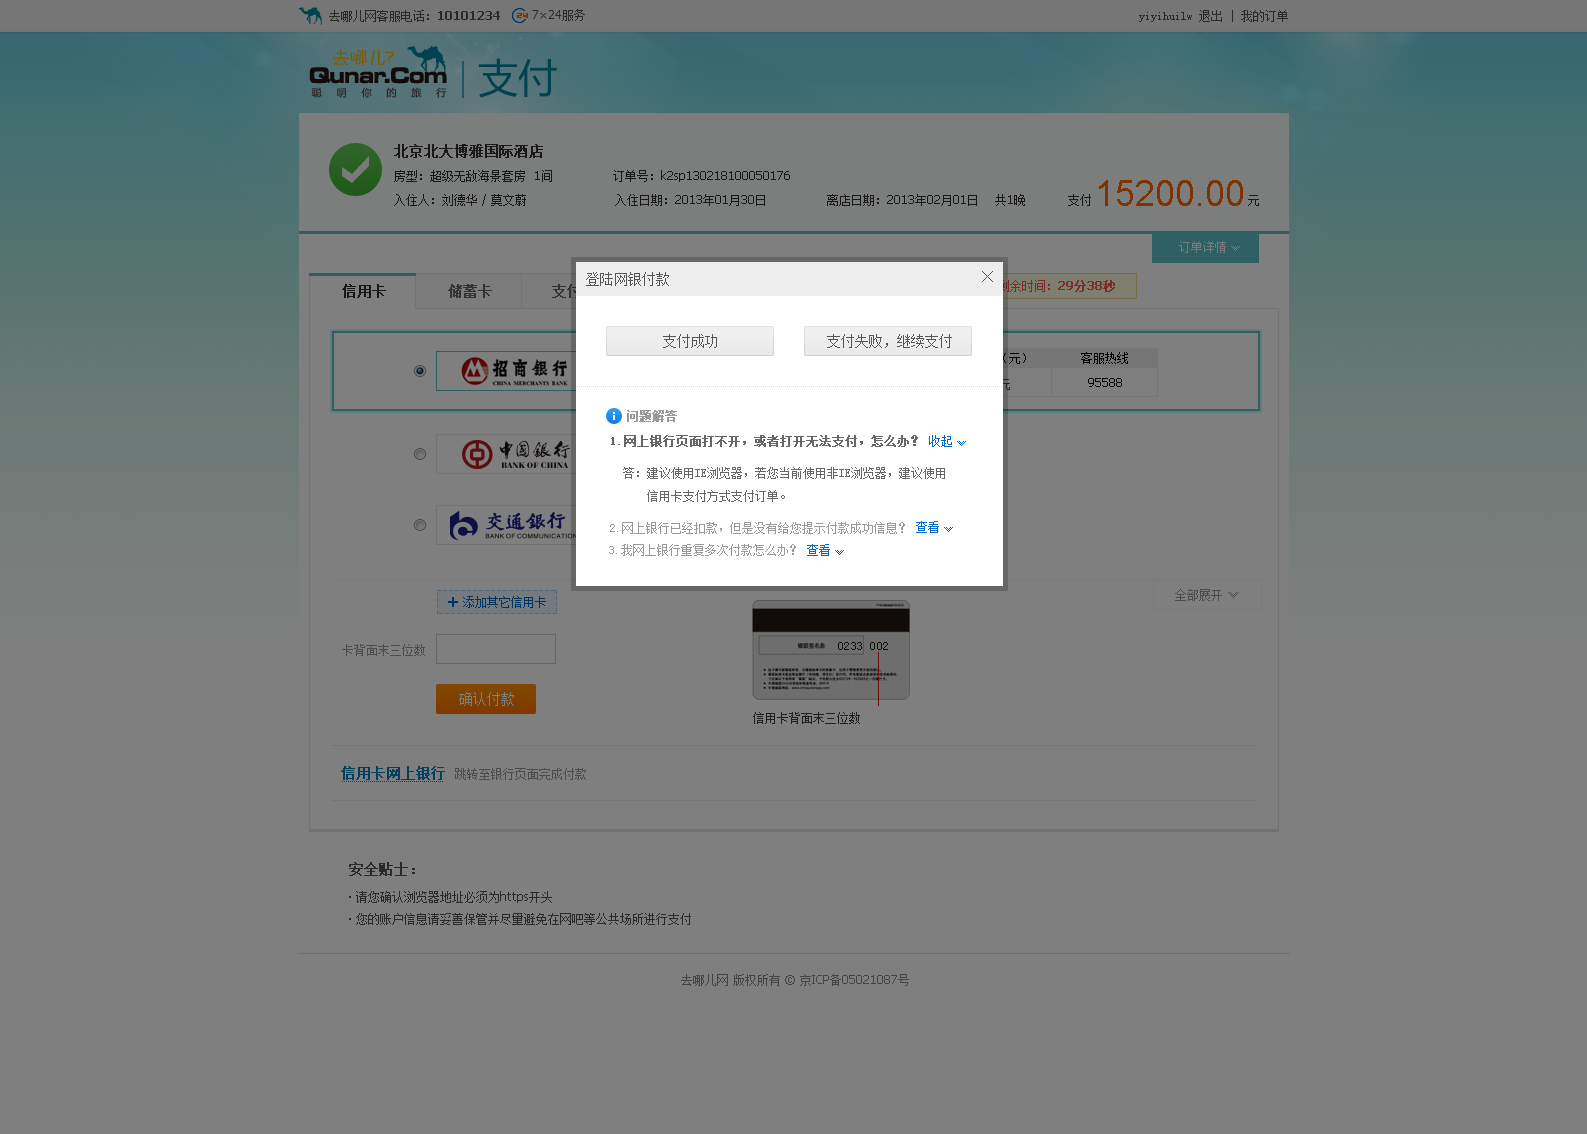 去哪儿网客服电话：10101234 24 7×24服务
yiyihuilw 退出 | 我的订单
去哪儿?
Qunar.Com
聪明你的旅行
支付
北京北大博雅国际酒店
房型：超级无敌海景套房 1间 订单号：k2sp130218100050176
入住人：刘德华 / 莫文蔚 入住日期：2013年01月30日 离店日期：2013年02月01日 共1晚 支付 15200.00 元
订单详情
信用卡 储蓄卡 支付
剩余时间：29分38秒
登陆网银付款
支付成功 支付失败，继续支付
招商银行
CHINA MERCHANTS BANK
（元） 客服热线
元 95588
问题解答
1.网上银行页面打不开，或者打开无法支付，怎么办？ 收起
答：建议使用IE浏览器，若您当前使用非IE浏览器，建议使用
信用卡支付方式支付订单。
2.网上银行已经扣款，但是没有给您提示付款成功信息？ 查看
3.我网上银行重复多次付款怎么办？ 查看
中国银行
BANK OF CHINA
交通银行
BANK OF COMMUNICATION
+ 添加其它信用卡
全部展开
卡背面末三位数
0233 002
确认付款
信用卡背面末三位数
信用卡网上银行 跳转至银行页面完成付款
安全贴士：
· 请您确认浏览器地址必须为https开头
· 您的账户信息请妥善保管并尽量避免在网吧等公共场所进行支付
去哪儿网 版权所有 © 京ICP备05021087号